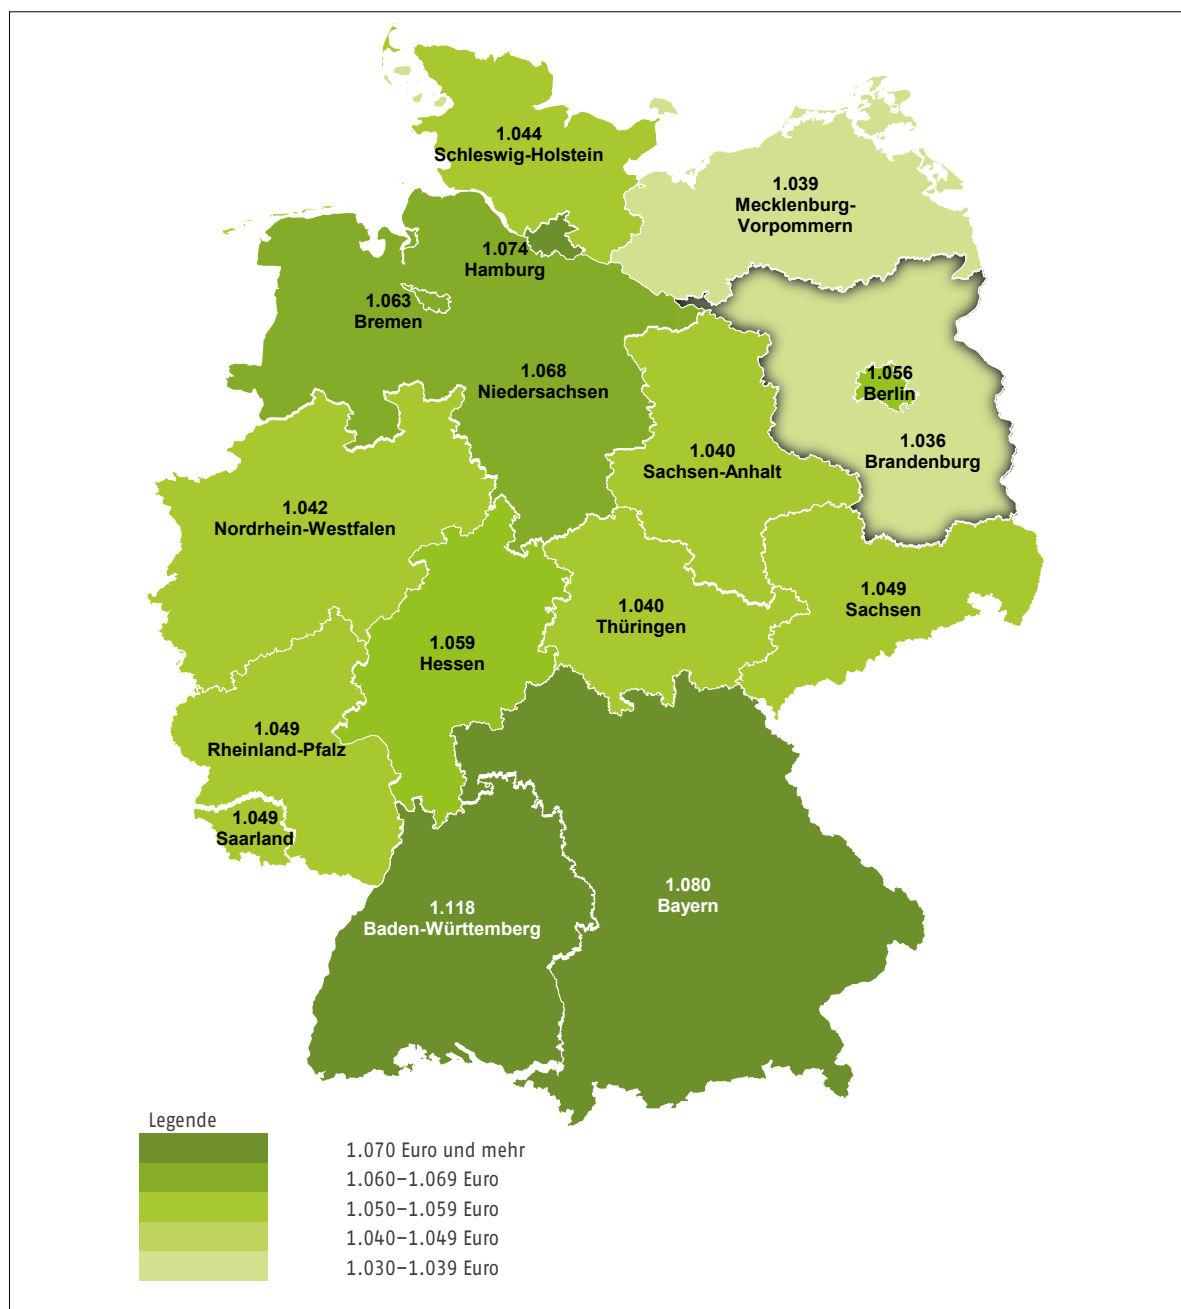 1.044
Schleswig-Holstein
1.039
Mecklenburg-
Vorpommern
1.074
Hamburg
1.063
Bremen
1.068
Niedersachsen
1.056
Berlin
1.036
Brandenburg
1.040
Sachsen-Anhalt
1.042
Nordrhein-Westfalen
1.049
Sachsen
1.040
Thüringen
1.059
Hessen
1.049
Rheinland-Pfalz
1.049
Saarland
1.080
Bayern
1.118
Baden-Württemberg
Legende
1.070 Euro und mehr
1.060–1.069 Euro
1.050–1.059 Euro
1.040–1.049 Euro
1.030–1.039 Euro